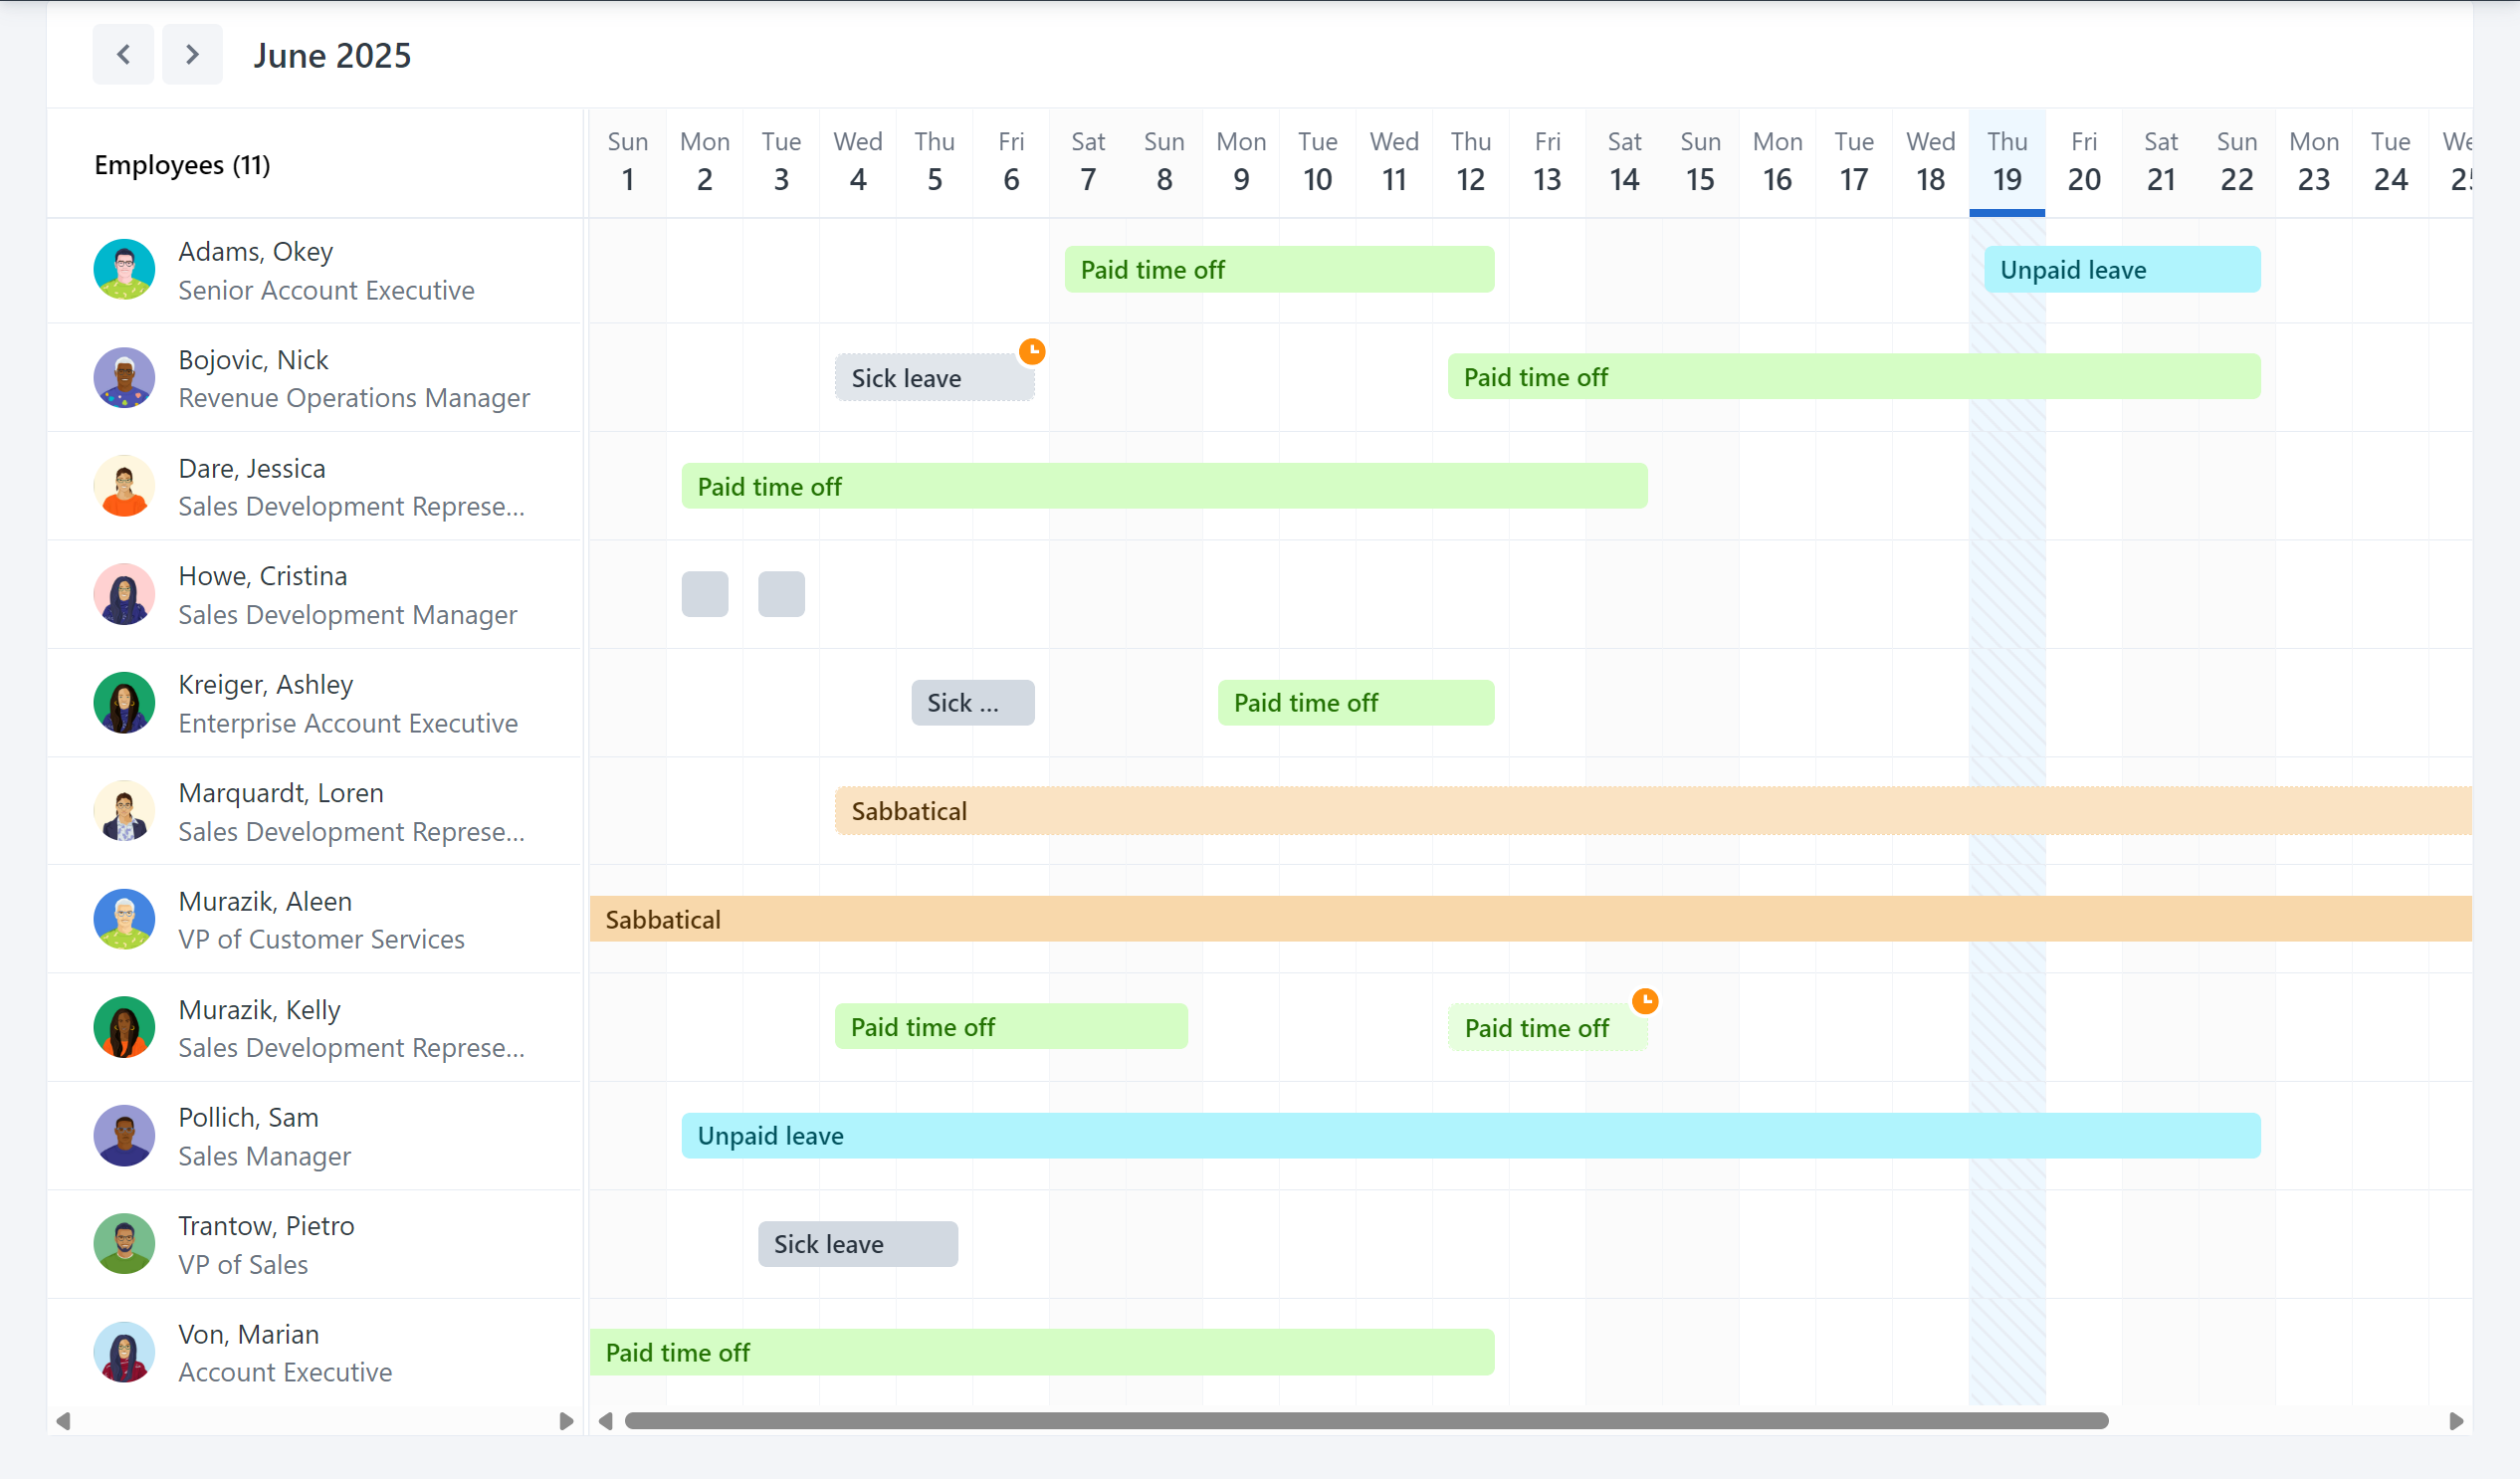 June 2025
Employees (11)
Sun Mon Tue Wed Thu Fri Sat Sun Mon Tue Wed Thu Fri Sat Sun Mon Tue Wed Thu Fri Sat Sun Mon Tue We
1 2 3 4 5 6 7 8 9 10 11 12 13 14 15 16 17 18 19 20 21 22 23 24 25
Adams, Okey
Senior Account Executive
Paid time off Unpaid leave
Bojovic, Nick
Revenue Operations Manager
Sick leave Paid time off
Dare, Jessica
Sales Development Represe...
Paid time off
Howe, Cristina
Sales Development Manager
Kreiger, Ashley
Enterprise Account Executive
Sick ... Paid time off
Marquardt, Loren
Sales Development Represe...
Sabbatical
Murazik, Aleen
VP of Customer Services
Sabbatical
Murazik, Kelly
Sales Development Represe...
Paid time off Paid time off
Pollich, Sam
Sales Manager
Unpaid leave
Trantow, Pietro
VP of Sales
Sick leave
Von, Marian
Account Executive
Paid time off